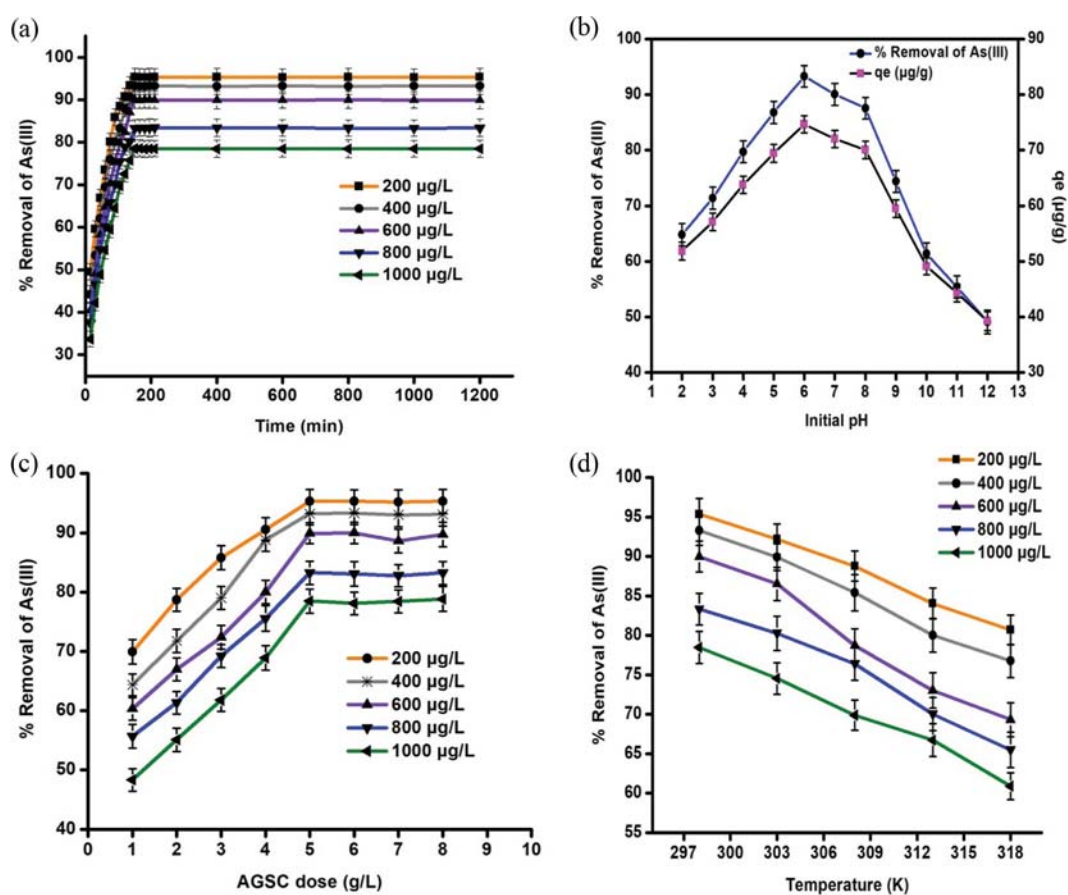 (a)
% Removal of As(III)
100
90
80
70
60
50
40
30
200 µg/L
400 µg/L
600 µg/L
800 µg/L
1000 µg/L
0 200 400 600 800 1000 1200
Time (min)
(b)
% Removal of As(III)
100
90
80
70
60
50
40
% Removal of As(III)
qe (µg/g)
90
80
70
60
50
40
30
qe (µg/g)
1 2 3 4 5 6 7 8 9 10 11 12 13
Initial pH
(c)
% Removal of As(III)
100
90
80
70
60
50
40
200 µg/L
400 µg/L
600 µg/L
800 µg/L
1000 µg/L
0 1 2 3 4 5 6 7 8 9 10
AGSC dose (g/L)
(d)
200 µg/L
400 µg/L
600 µg/L
800 µg/L
1000 µg/L
% Removal of As(III)
100
95
90
85
80
75
70
65
60
55
297 300 303 306 309 312 315 318
Temperature (K)